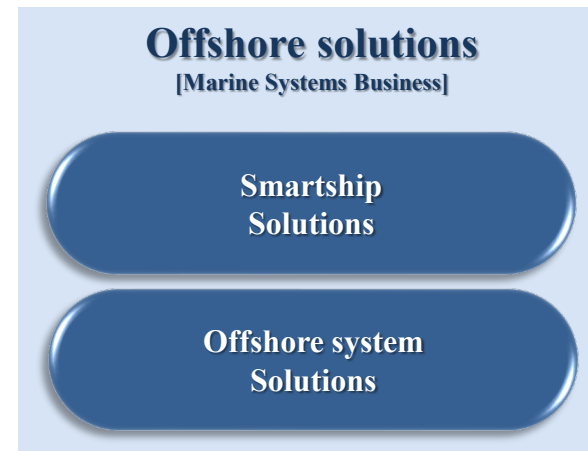 Offshore solutions
[Marine Systems Business]
Smartship
Solutions
Offshore system
Solutions